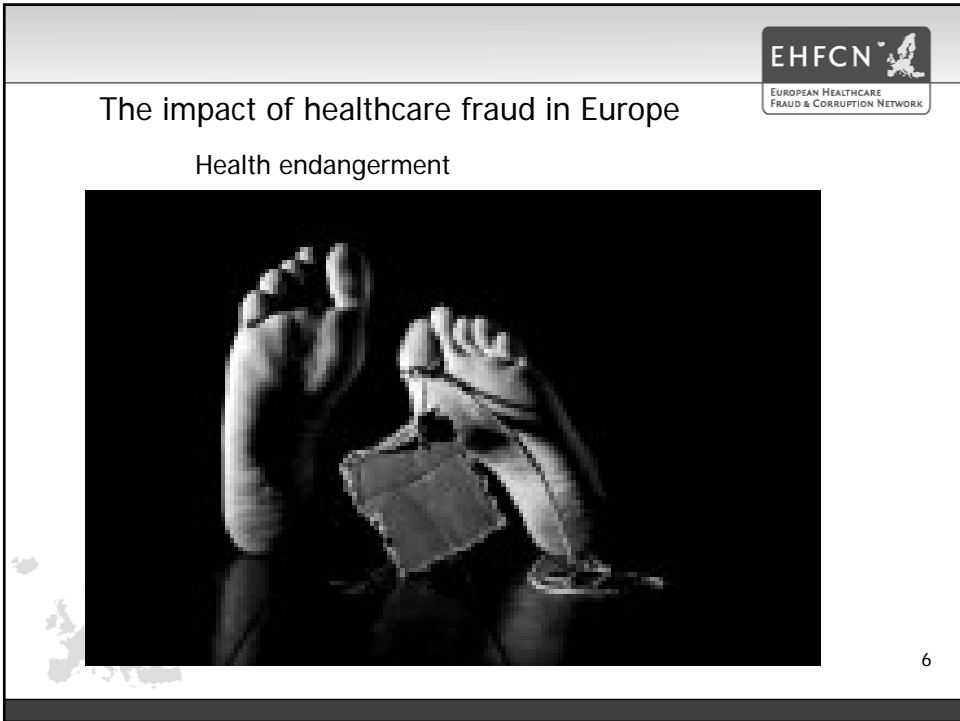 EHFCN
EUROPEAN HEALTHCARE
FRAUD & CORRUPTION NETWORK
The impact of healthcare fraud in Europe
Health endangerment
6